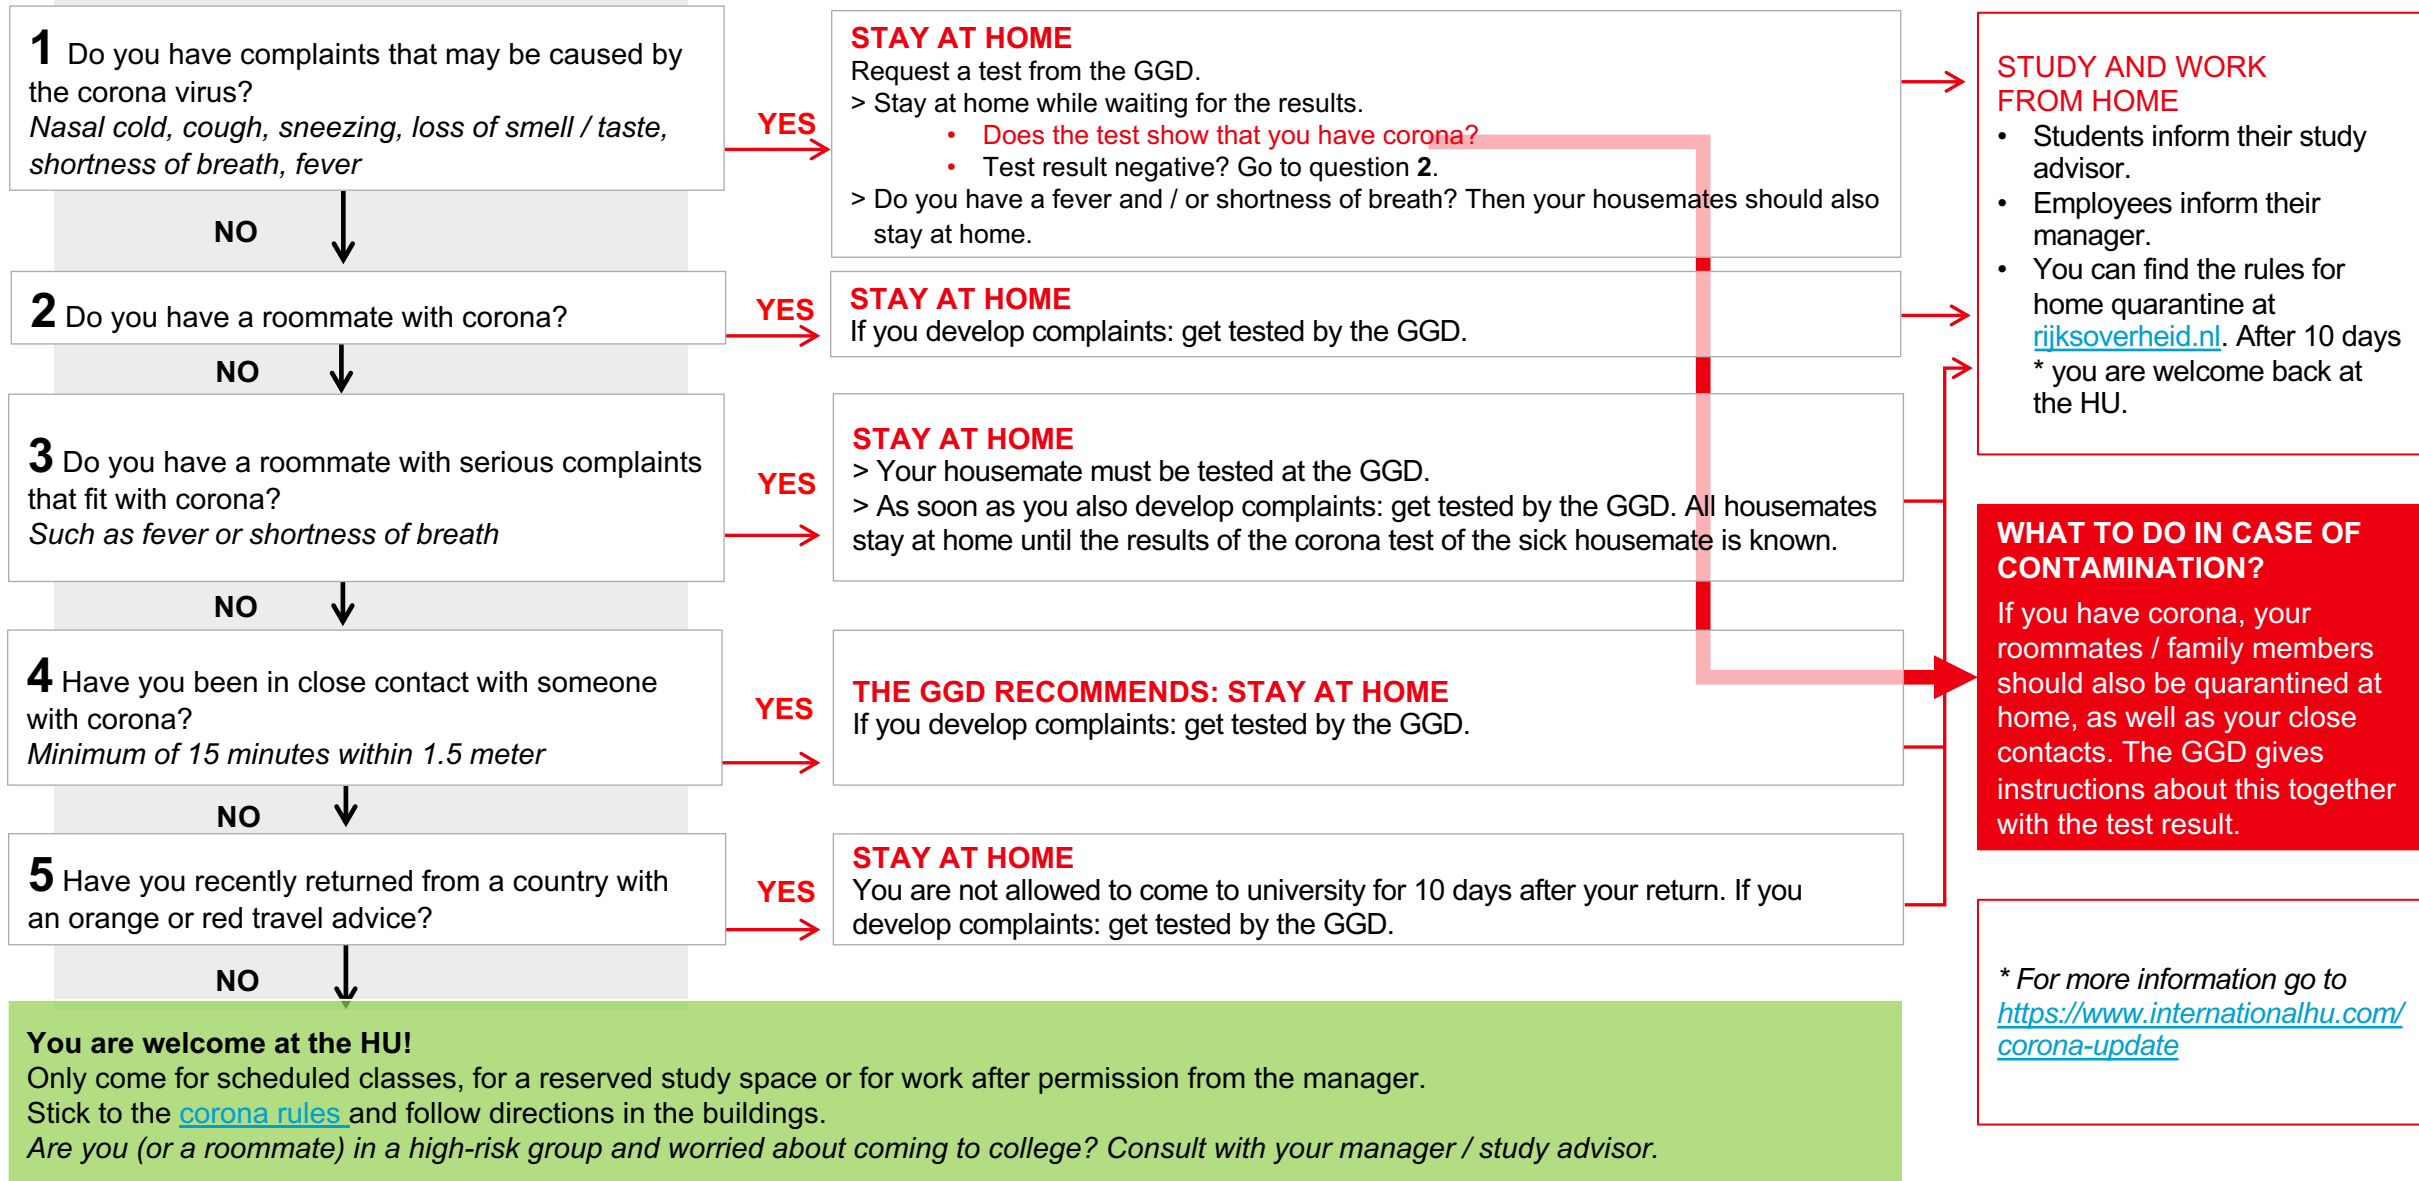 1 Do you have complaints that may be caused by
the corona virus?
Nasal cold, cough, sneezing, loss of smell / taste,
shortness of breath, fever
YES
STAY AT HOME
Request a test from the GGD.
> Stay at home while waiting for the results.
• Does the test show that you have corona?
• Test result negative? Go to question 2.
> Do you have a fever and / or shortness of breath? Then your housemates should also
stay at home.
NO
2 Do you have a roommate with corona?
YES
STAY AT HOME
If you develop complaints: get tested by the GGD.
NO
3 Do you have a roommate with serious complaints
that fit with corona?
Such as fever or shortness of breath
YES
STAY AT HOME
> Your housemate must be tested at the GGD.
> As soon as you also develop complaints: get tested by the GGD. All housemates
stay at home until the results of the corona test of the sick housemate is known.
NO
4 Have you been in close contact with someone
with corona?
Minimum of 15 minutes within 1.5 meter
YES
THE GGD RECOMMENDS: STAY AT HOME
If you develop complaints: get tested by the GGD.
NO
5 Have you recently returned from a country with
an orange or red travel advice?
YES
STAY AT HOME
You are not allowed to come to university for 10 days after your return. If you
develop complaints: get tested by the GGD.
NO
You are welcome at the HU!
Only come for scheduled classes, for a reserved study space or for work after permission from the manager.
Stick to the corona rules and follow directions in the buildings.
Are you (or a roommate) in a high-risk group and worried about coming to college? Consult with your manager / study advisor.
STUDY AND WORK
FROM HOME
• Students inform their study
advisor.
• Employees inform their
manager.
• You can find the rules for
home quarantine at
rijksoverheid.nl. After 10 days
* you are welcome back at
the HU.
WHAT TO DO IN CASE OF
CONTAMINATION?
If you have corona, your
roommates / family members
should also be quarantined at
home, as well as your close
contacts. The GGD gives
instructions about this together
with the test result.
* For more information go to
https://www.internationalhu.com/
corona-update